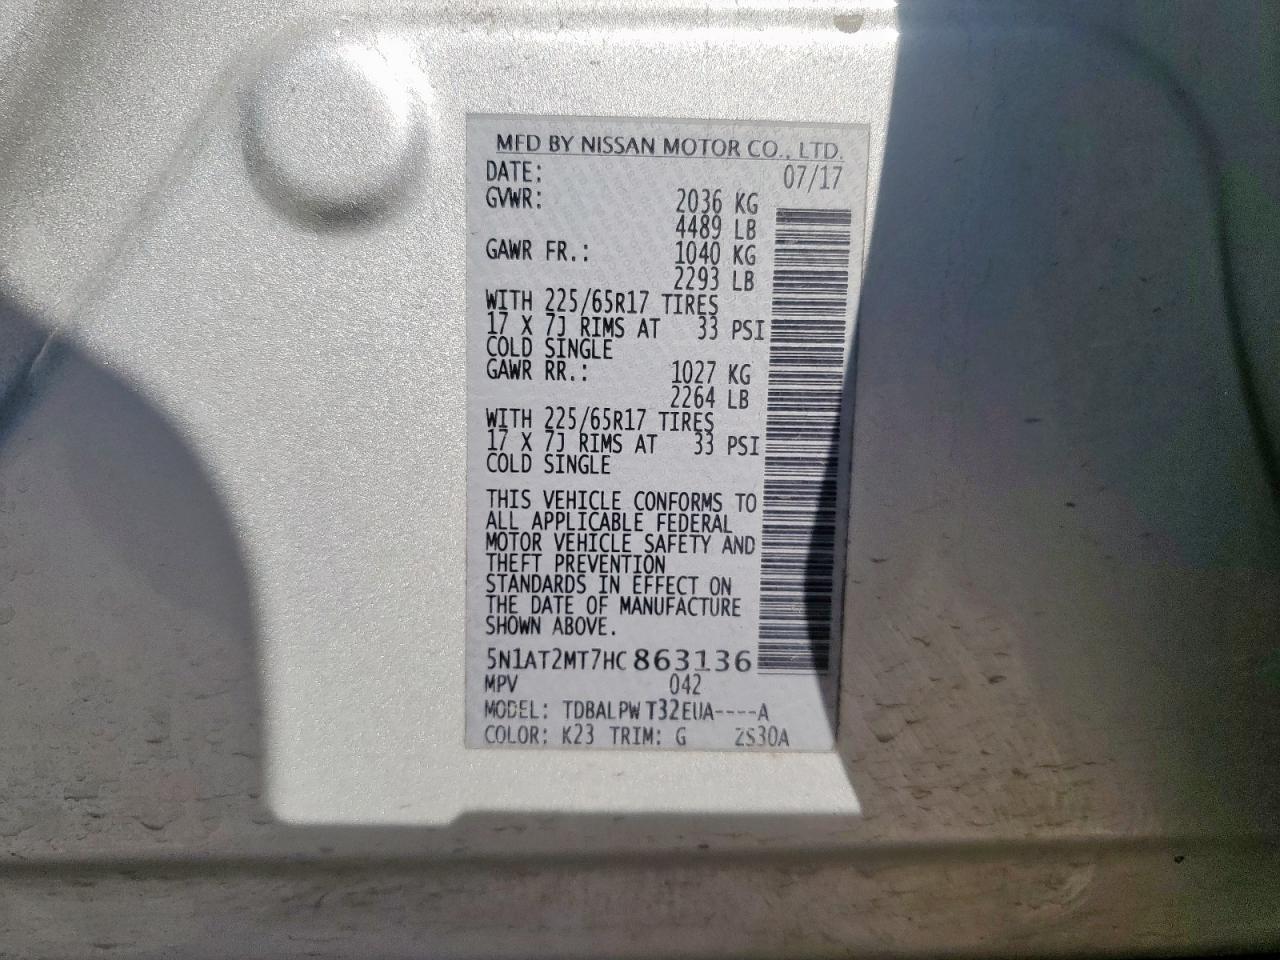 MFD BY NISSAN MOTOR CO., LTD.
DATE: 07/17
GVWR: 2036 KG
4489 LB
GAWR FR.: 1040 KG
2293 LB
WITH 225/65R17 TIRES
17 X 7J RIMS AT 33 PSI
COLD SINGLE
GAWR RR.: 1027 KG
2264 LB
WITH 225/65R17 TIRES
17 X 7J RIMS AT 33 PSI
COLD SINGLE
THIS VEHICLE CONFORMS TO
ALL APPLICABLE FEDERAL
MOTOR VEHICLE SAFETY AND
THEFT PREVENTION
STANDARDS IN EFFECT ON
THE DATE OF MANUFACTURE
SHOWN ABOVE.
5N1AT2MT7HC863136
MPV 042
MODEL: TDBALPW T32EUA----A
COLOR: K23 TRIM: G ZS30A